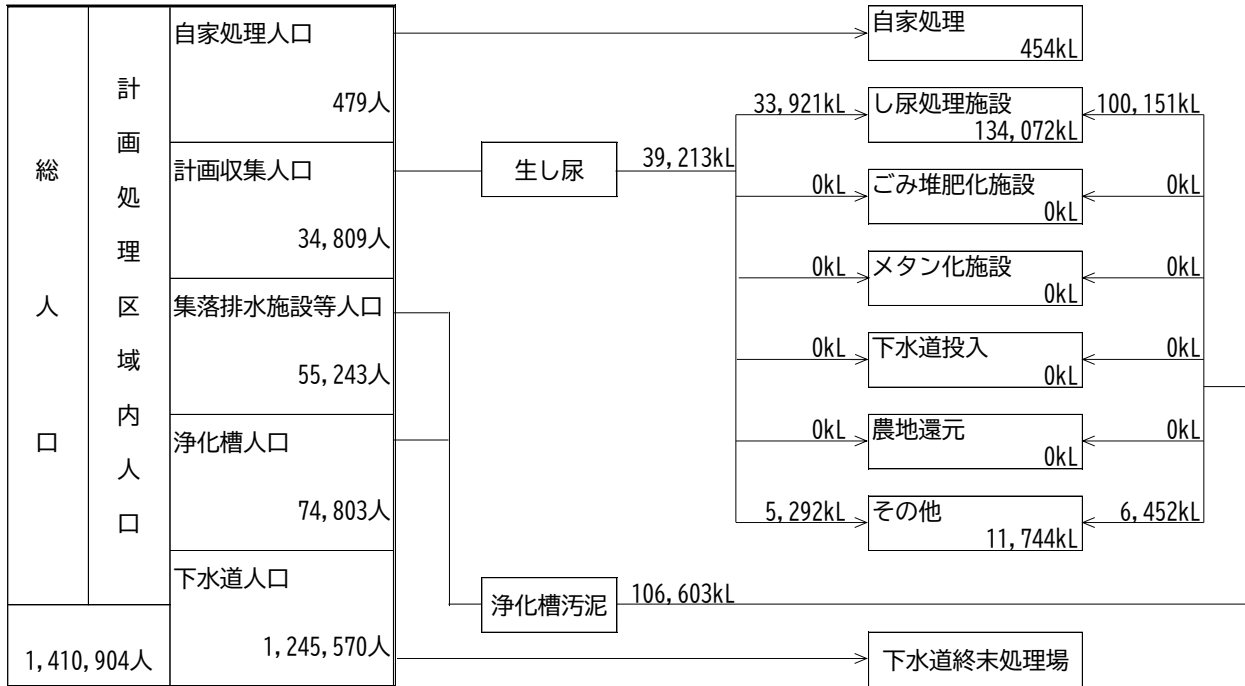 総人口
1,410,904人
計画処理区域内人口
自家処理人口
479人
計画収集人口
34,809人
集落排水施設等人口
55,243人
浄化槽人口
74,803人
下水道人口
1,245,570人
生し尿
39,213kL
浄化槽汚泥
106,603kL
自家処理
454kL
33,921kL
し尿処理施設
134,072kL
100,151kL
0kL
ごみ堆肥化施設
0kL
0kL
0kL
メタン化施設
0kL
0kL
0kL
下水道投入
0kL
0kL
0kL
農地還元
0kL
0kL
5,292kL
その他
11,744kL
6,452kL
下水道終末処理場